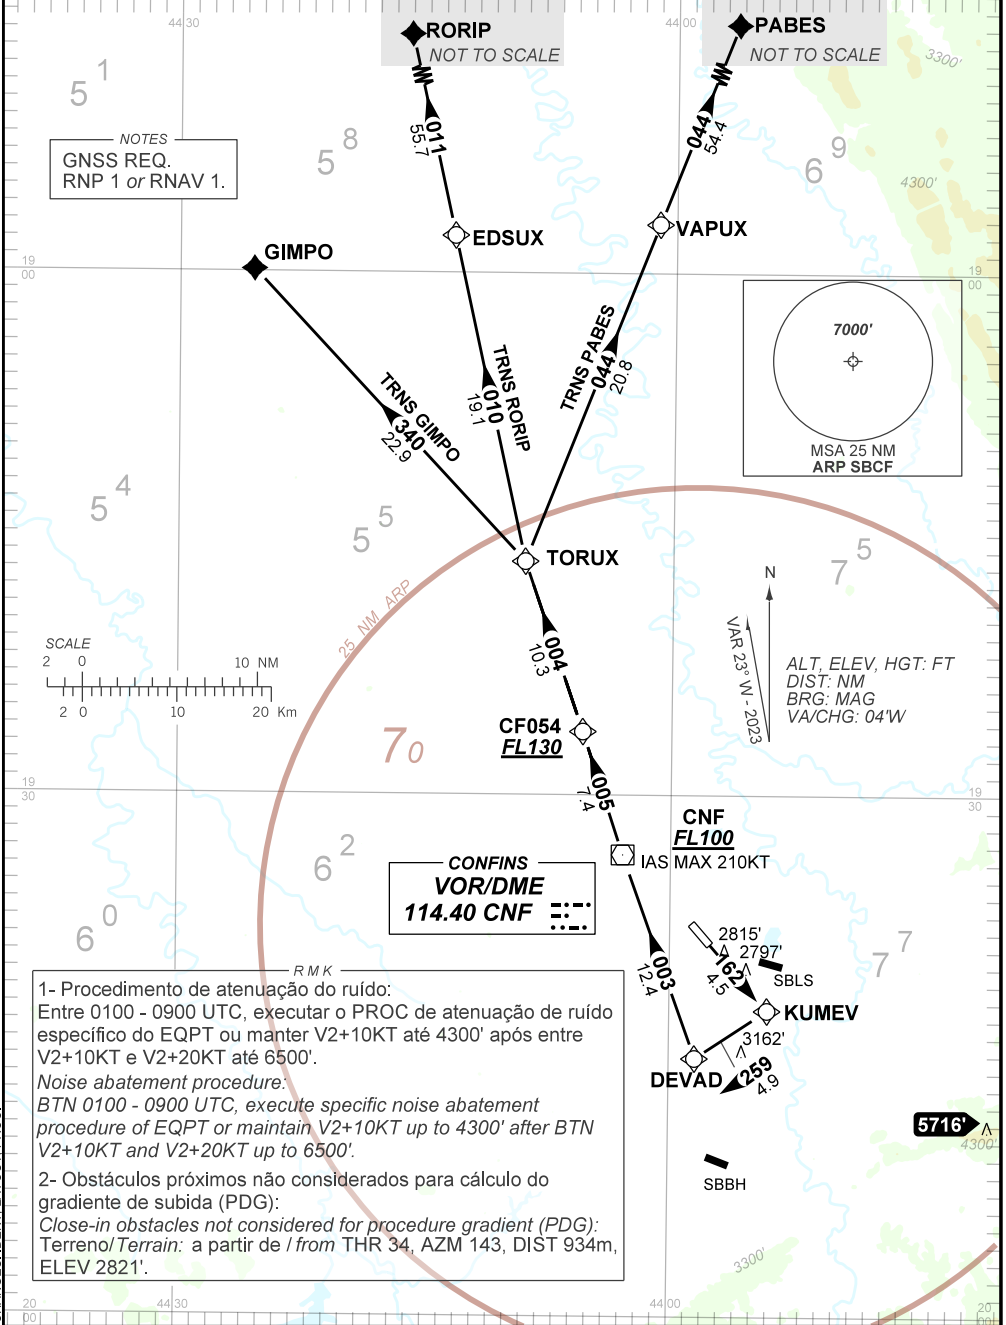 44 30
44 00
RORIP
NOT TO SCALE
PABES
NOT TO SCALE
3300'
5 1
5 8
6 9
011
55.7
044
54.4
4300'
NOTES
GNSS REQ.
RNP 1 or RNAV 1.
EDSUX
VAPUX
GIMPO
19
00
19
00
7000'
MSA 25 NM
ARP SBCF
TRNS GIMPO
340
22.9
TRNS RORIP
010
19.1
TRNS PABES
044
20.8
5 4
5 5
7 5
TORUX
25 NM ARP
N
VAR 23° W - 2023
SCALE
2 0 10 NM
2 0 10 20 Km
ALT, ELEV, HGT: FT
DIST: NM
BRG: MAG
VA/CHG: 04'W
004
10.3
CF054
FL130
70
005
7.4
19
30
19
30
CNF
FL100
IAS MAX 210KT
6 2
CONFINS
VOR/DME
114.40 CNF
6 0
7 7
2815'
2797'
SBLS
162
4.5
003
12.4
KUMEV
3162'
DEVAD
259
4.9
5716'
4300'
SBBH
3300'
RMK
1- Procedimento de atenuação do ruído:
Entre 0100 - 0900 UTC, executar o PROC de atenuação de ruído
específico do EQPT ou manter V2+10KT até 4300' após entre
V2+10KT e V2+20KT até 6500'.
Noise abatement procedure:
BTN 0100 - 0900 UTC, execute specific noise abatement
procedure of EQPT or maintain V2+10KT up to 4300' after BTN
V2+10KT and V2+20KT up to 6500'.
2- Obstáculos próximos não considerados para cálculo do
gradiente de subida (PDG):
Close-in obstacles not considered for procedure gradient (PDG):
Terreno/Terrain: a partir de / from THR 34, AZM 143, DIST 934m,
ELEV 2821'.
20
00
44 30
44 00
20
00